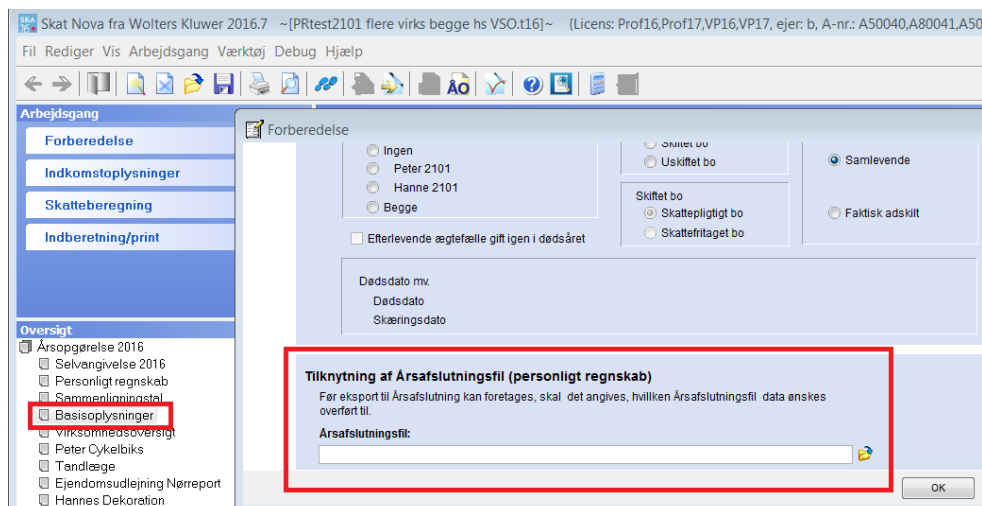 Skat Nova fra Wolters Kluwer 2016.7 ~[PRtest2101 flere virks begge hs VSO.t16]~ {Licens: Prof16,Prof17,VP16,VP17, ejer: b, A-nr.: A50040,A80041,A50
Fil Rediger Vis Arbejdsgang Værktøj Debug Hjælp
Arbejdsgang
Forberedelse
Indkomstoplysninger
Skatteberegning
Indberetning/print
Oversigt
Årsopgørelse 2016
Selvangivelse 2016
Personligt regnskab
Sammenligningstal
Basisoplysninger
Virksomhedsoversigt
Peter Cykelbiks
Tandlæge
Ejendomsudlejning Nørreport
Hannes Dekoration
Forberedelse
Ingen
Peter 2101
Hanne 2101
Begge
Efterlevende ægtefælle gift igen i dødsåret
Skiftet bo
Uskiftet bo
Skiftet bo
Skattepligtigt bo
Skattefritaget bo
Samlevende
Faktisk adskilt
Dødsdato mv.
Dødsdato
Skæringsdato
Tilknytning af Årsafslutningsfil (personligt regnskab)
Før eksport til Årsafslutning kan foretages, skal det angives, hvillken Årsafslutningsfil data ønskes
overført til.
Årsafslutningsfil:
OK